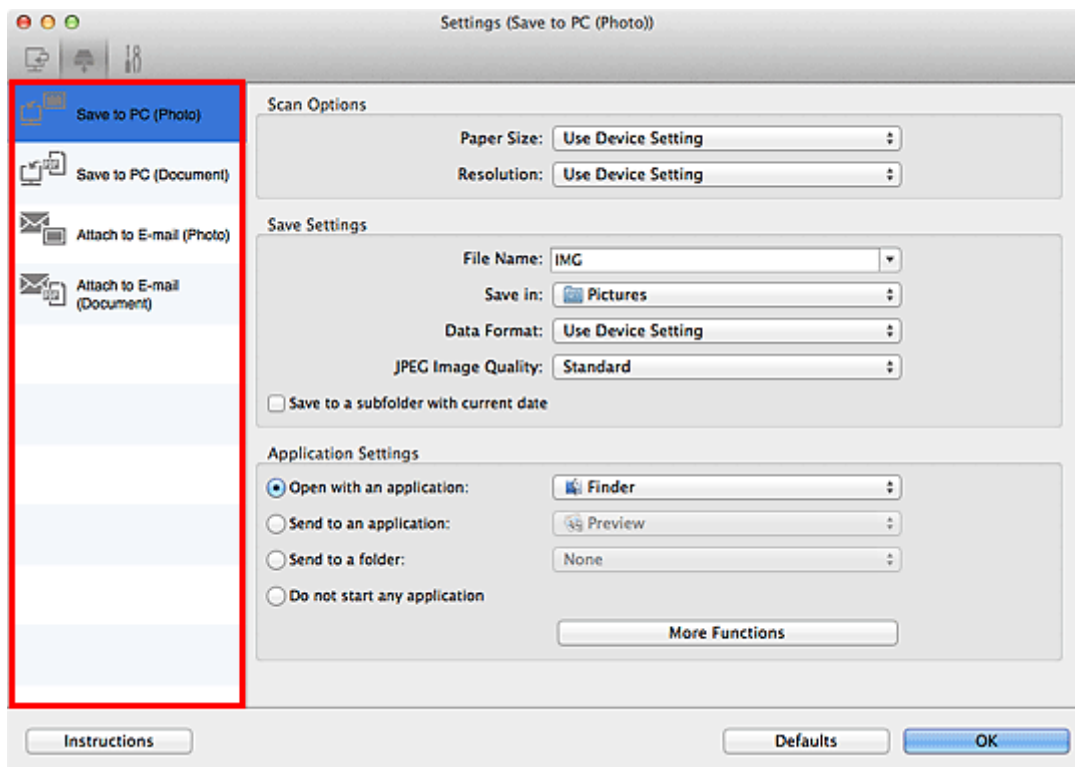 Settings (Save to PC (Photo))
Save to PC (Photo)
Save to PC (Document)
Attach to E-mail (Photo)
Attach to E-mail
(Document)
Scan Options
Paper Size: Use Device Setting
Resolution: Use Device Setting
Save Settings
File Name: IMG
Save in: Pictures
Data Format: Use Device Setting
JPEG Image Quality: Standard
Save to a subfolder with current date
Application Settings
Open with an application: Finder
Send to an application: Preview
Send to a folder: None
Do not start any application
More Functions
Instructions
Defaults
OK